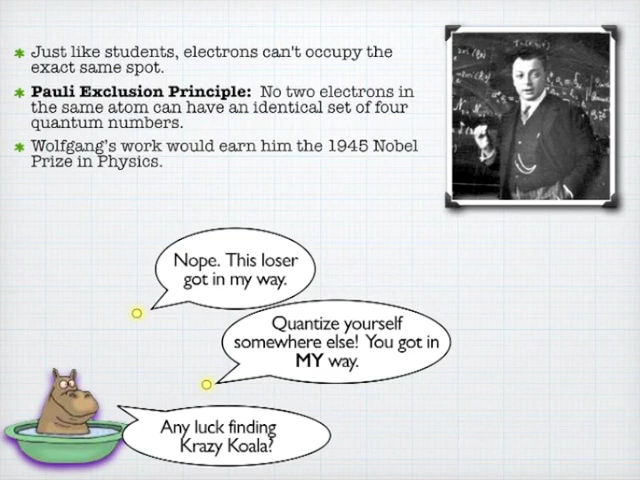 Just like students, electrons can't occupy the
exact same spot.
Pauli Exclusion Principle: No two electrons in
the same atom can have an identical set of four
quantum numbers.
Wolfgang's work would earn him the 1945 Nobel
Prize in Physics.
Nope. This loser
got in my way.
Quantize yourself
somewhere else! You got in
MY way.
Any luck finding
Krazy Koala?